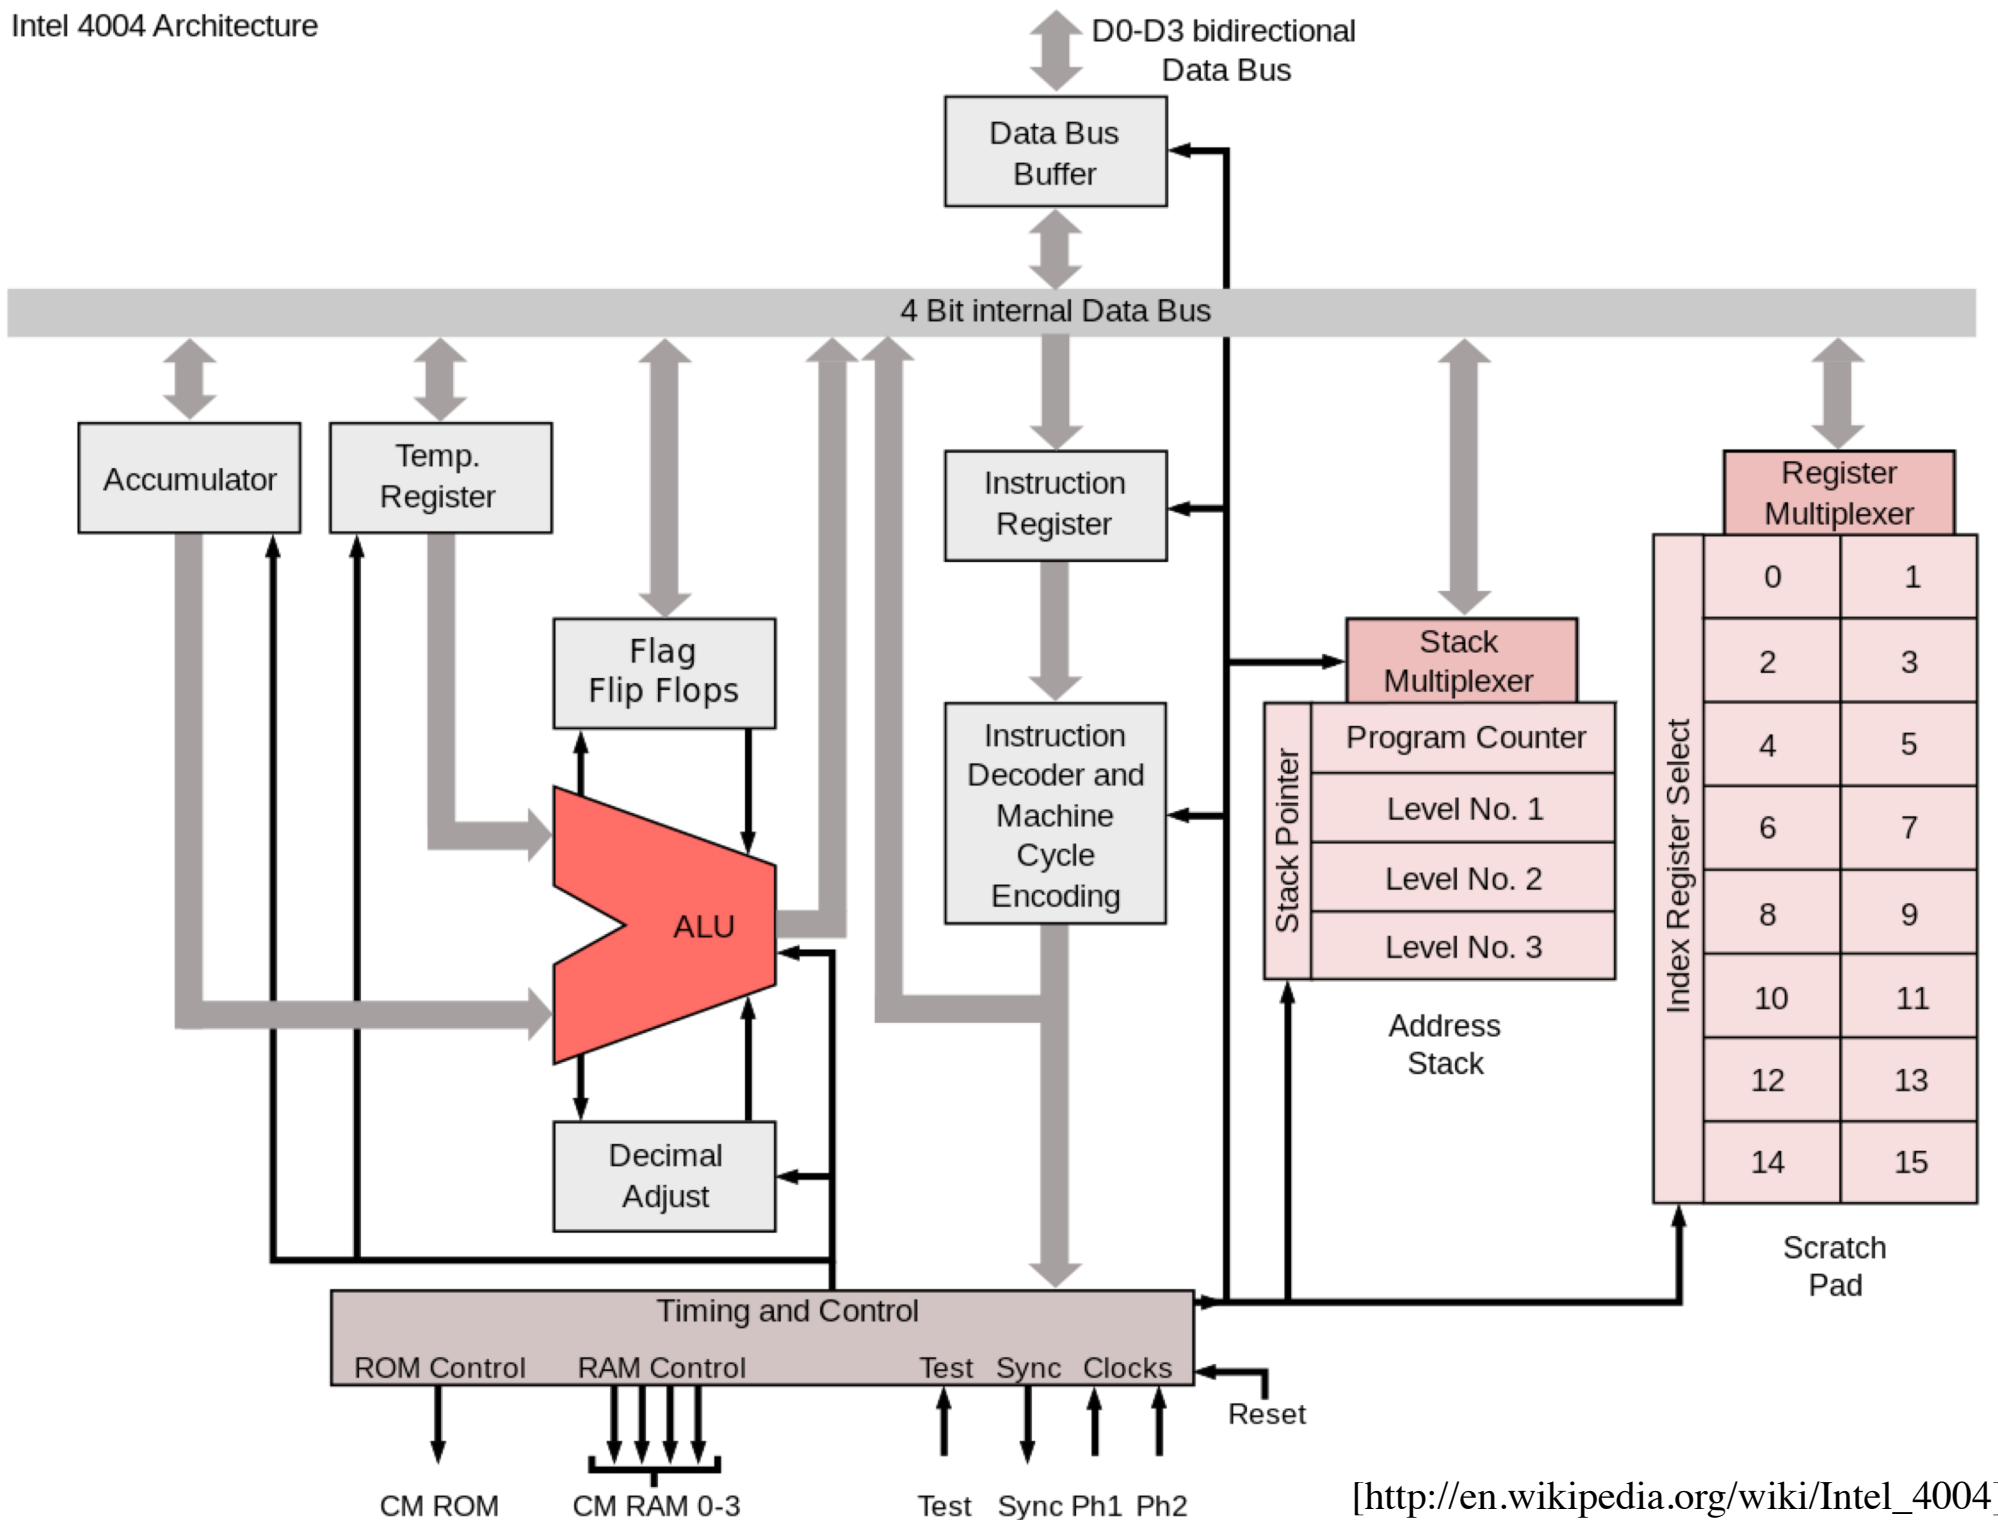 Intel 4004 Architecture
D0-D3 bidirectional
Data Bus
Data Bus
Buffer
4 Bit internal Data Bus
Accumulator
Temp.
Register
Flag
Flip Flops
ALU
Decimal
Adjust
Instruction
Register
Instruction
Decoder and
Machine
Cycle
Encoding
Stack
Multiplexer
Stack Pointer
Program Counter
Level No. 1
Level No. 2
Level No. 3
Address
Stack
Register
Multiplexer
Index Register Select
0 1
2 3
4 5
6 7
8 9
10 11
12 13
14 15
Scratch
Pad
Timing and Control
ROM Control RAM Control Test Sync Clocks
Reset
CM ROM CM RAM 0-3 Test Sync Ph1 Ph2
[http://en.wikipedia.org/wiki/Intel_4004]